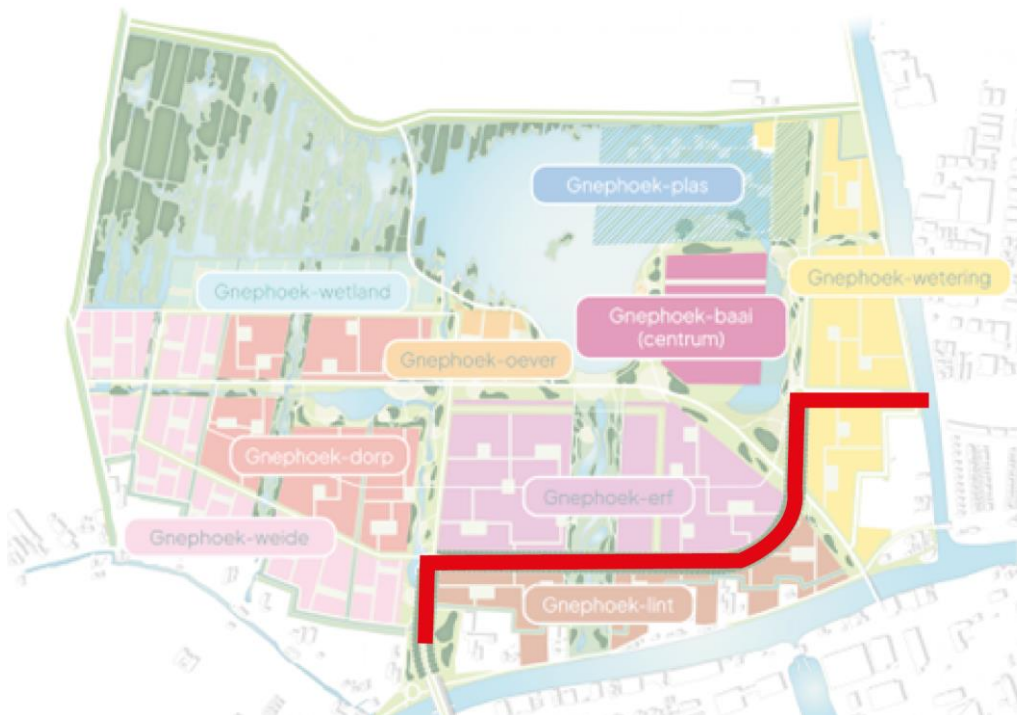 Gnephoek-plas
Gnephoek-wetering
Gnephoek-wetland
Gnephoek-baai
(centrum)
Gnephoek-oever
Gnephoek-dorp
Gnephoek-erf
Gnephoek-weide
Gnephoek-lint